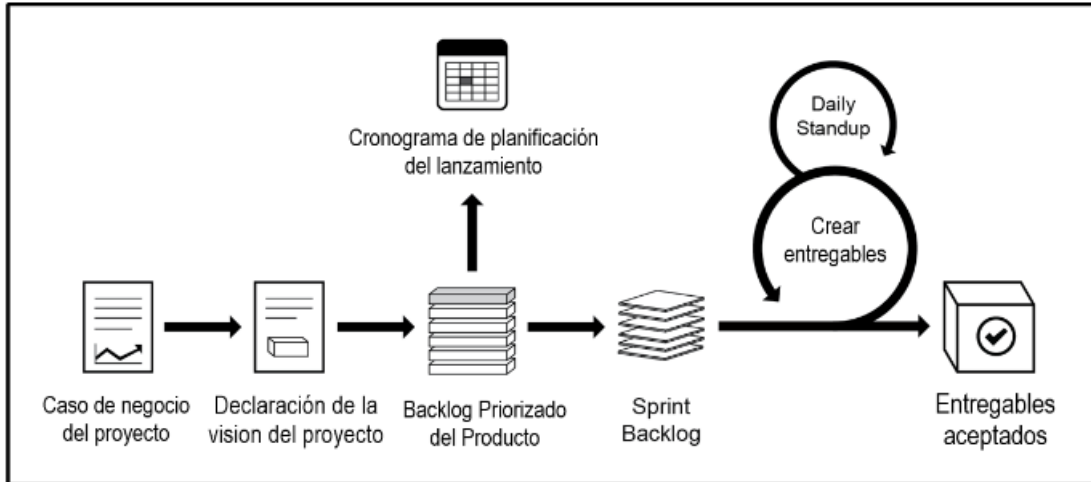 Cronograma de planificación
del lanzamiento
Daily
Standup
Crear
entregables
Caso de negocio
del proyecto
Declaración de la
vision del proyecto
Backlog Priorizado
del Producto
Sprint
Backlog
Entregables
aceptados